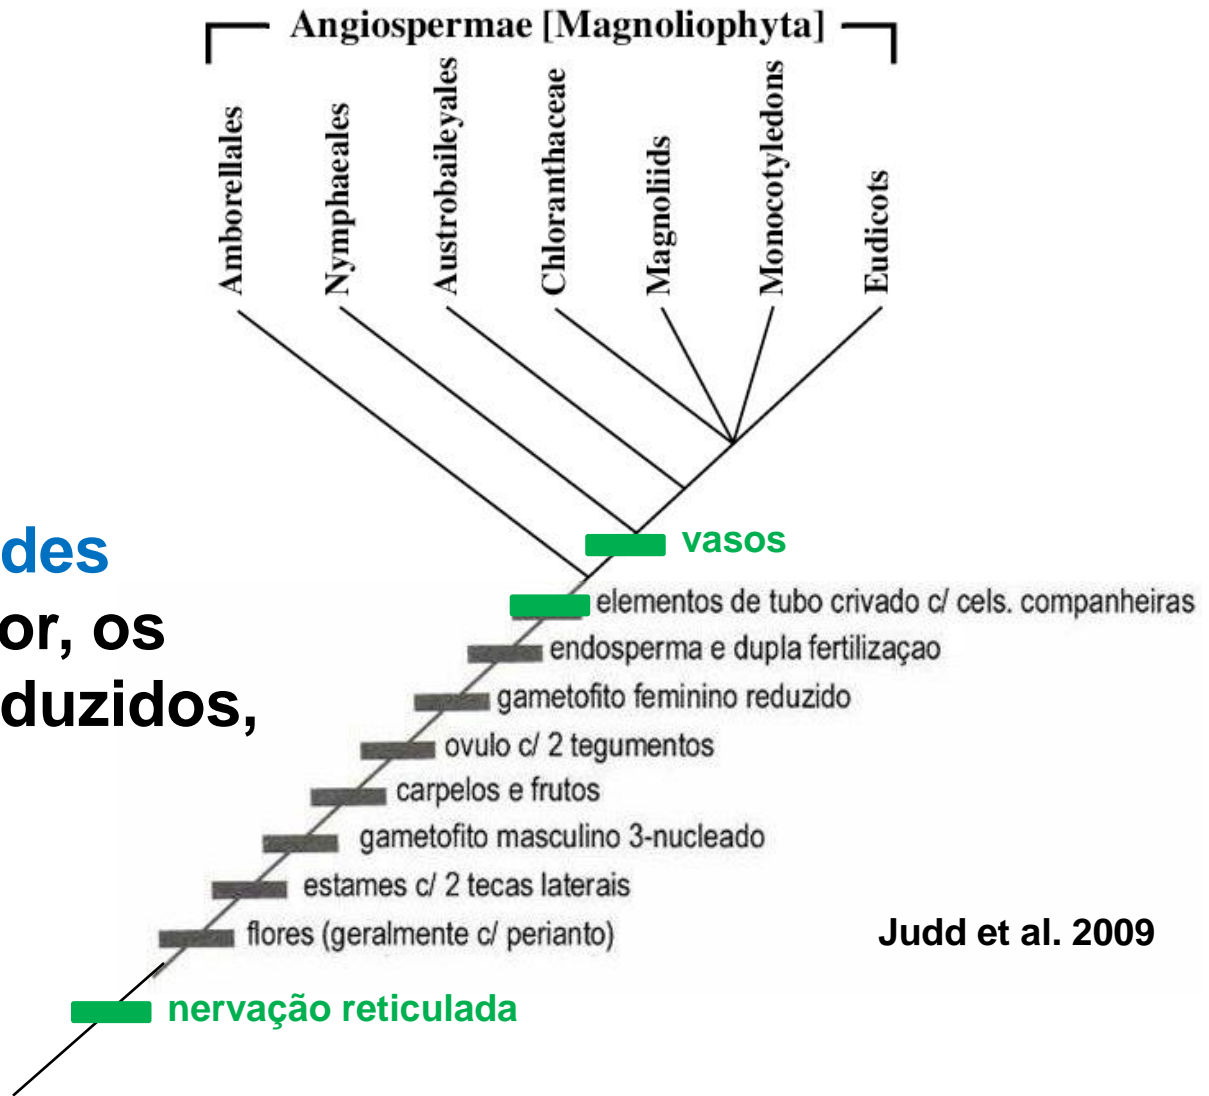 Angiospermae [Magnoliophyta]
Amborellales
Nymphaeales
Austrobaileyales
Chloranthaceae
Magnoliids
Monocotyledons
Eudicots
vasos
des
elementos de tubo crivado c/ cels. companheiras
or, os
endosperma e dupla fertilizaçao
duzidos,
gametofito feminino reduzido
ovulo c/ 2 tegumentos
carpelos e frutos
gametofito masculino 3-nucleado
estames c/ 2 tecas laterais
flores (geralmente c/ perianto)
Judd et al. 2009
nervação reticulada